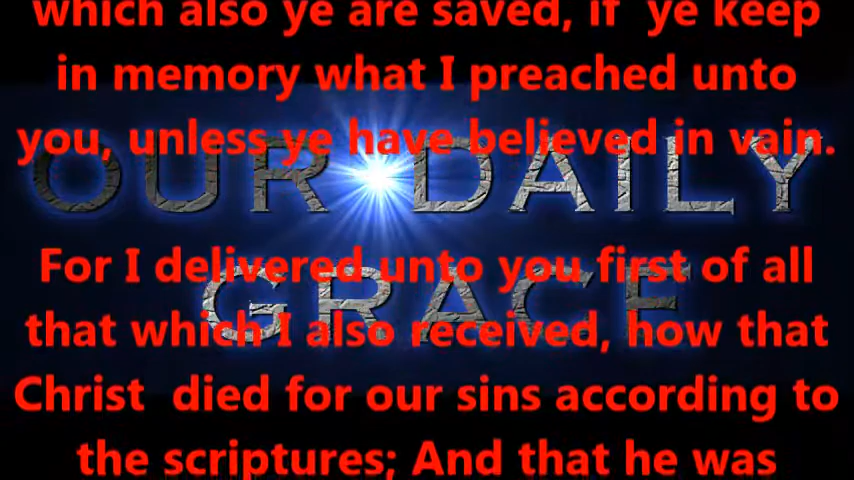 which also ye are saved, if ye keep
in memory what I preached unto
you, unless ye have believed in vain.
OUR DAILY
For I delivered unto you first of all
GRACE
that which I also received, how that
Christ died for our sins according to
the scriptures; And that he was